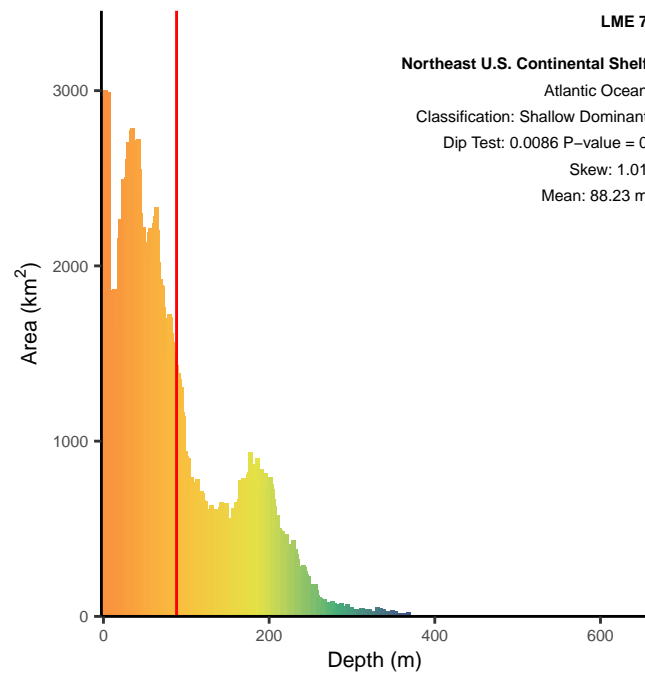 LME 7
Northeast U.S. Continental Shelf
Atlantic Ocean
Classification: Shallow Dominant
Dip Test: 0.0086 P−value = 0
Skew: 1.01
Mean: 88.23 m
3000
2000
1000
0
Area (km²)
0 200 400 600
Depth (m)